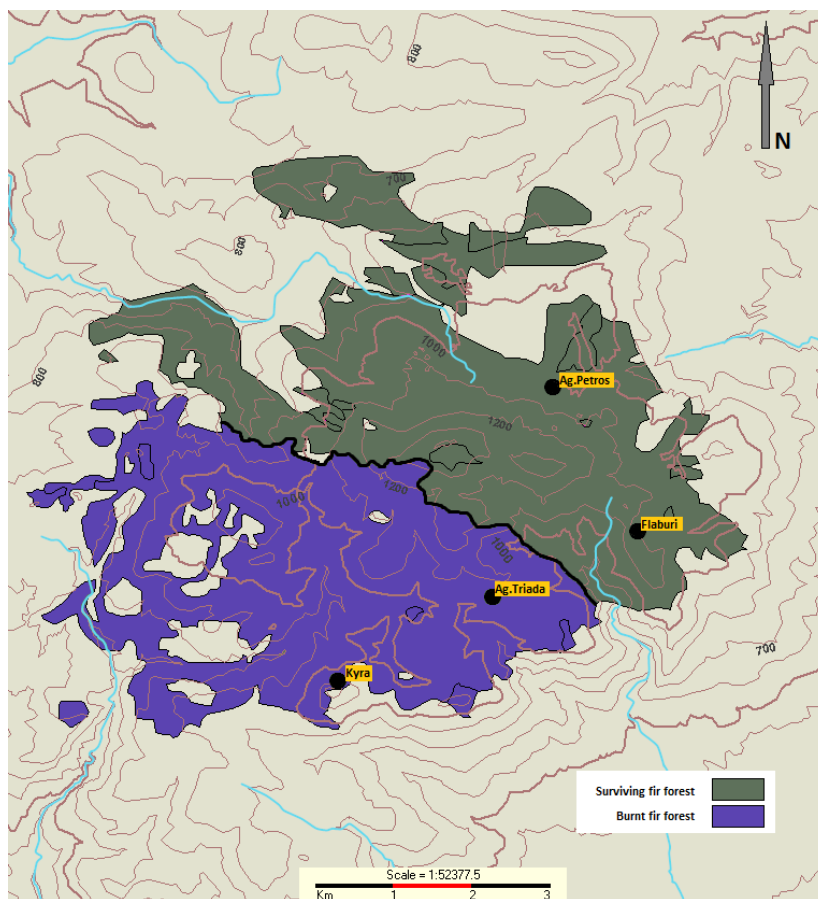 800
800
N
700
800
1000
Ag.Petros
800
1200
1200
1000
1000
Flaburi
Ag.Triada
700
Kyra
Surviving fir forest
Burnt fir forest
Scale = 1:52377.5
Km 1 2 3